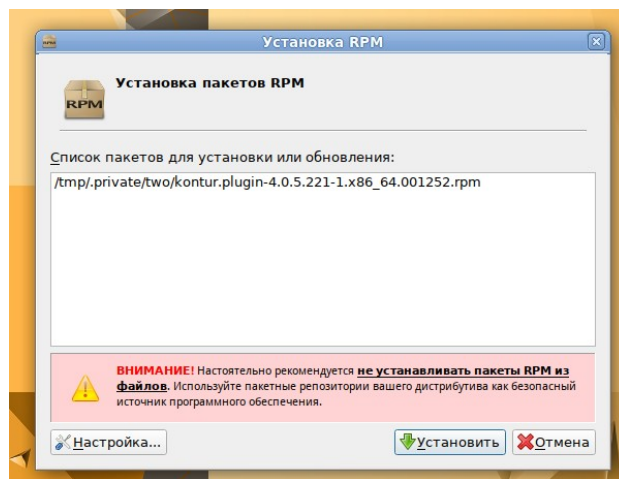 Установка RPM
Установка пакетов RPM
RPM
Список пакетов для установки или обновления:
/tmp/.private/two/kontur.plugin-4.0.5.221-1.x86_64.001252.rpm
ВНИМАНИЕ! Настоятельно рекомендуется не устанавливать пакеты RPM из
файлов. Используйте пакетные репозитории вашего дистрибутива как безопасный
источник программного обеспечения.
Настройка...
Установить
Отмена